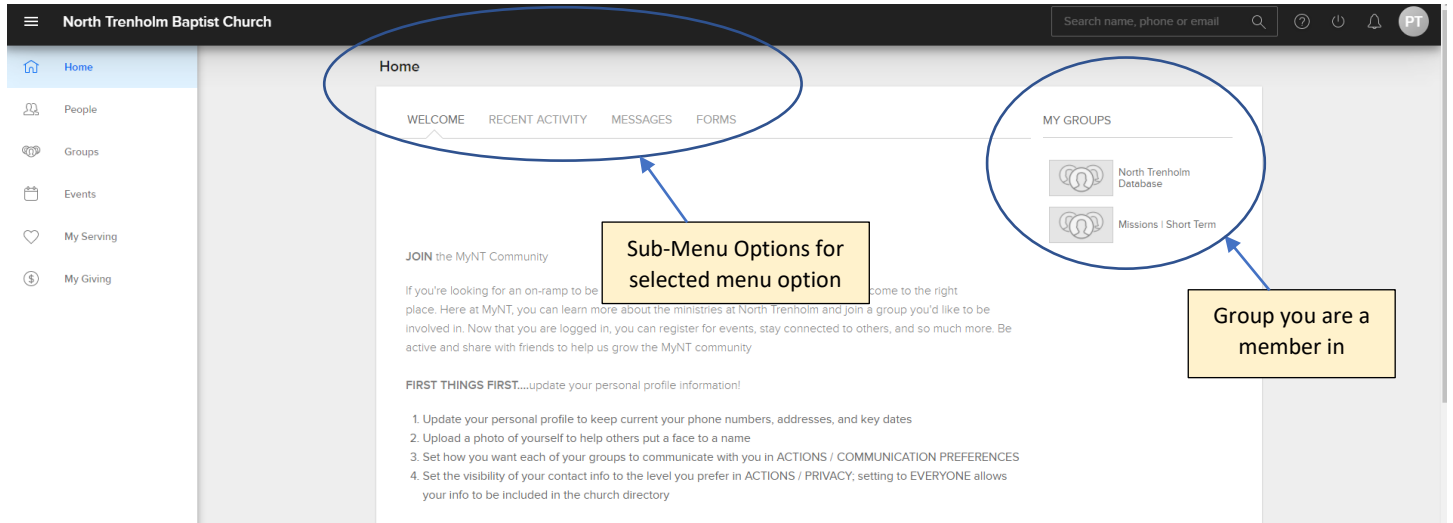 North Trenholm Baptist Church
Search name, phone or email
PT
Home
People
Groups
Events
My Serving
My Giving
Home
WELCOME RECENT ACTIVITY MESSAGES FORMS
MY GROUPS
North Trenholm
Database
Missions | Short Term
Sub-Menu Options for
selected menu option
Group you are a
member in
JOIN the MyNT Community
If you're looking for an on-ramp to be come to the right
place. Here at MyNT, you can learn more about the ministries at North Trenholm and join a group you'd like to be
involved in. Now that you are logged in, you can register for events, stay connected to others, and so much more. Be
active and share with friends to help us grow the MyNT community
FIRST THINGS FIRST....update your personal profile information!
1. Update your personal profile to keep current your phone numbers, addresses, and key dates
2. Upload a photo of yourself to help others put a face to a name
3. Set how you want each of your groups to communicate with you in ACTIONS / COMMUNICATION PREFERENCES
4. Set the visibility of your contact info to the level you prefer in ACTIONS / PRIVACY; setting to EVERYONE allows
your info to be included in the church directory